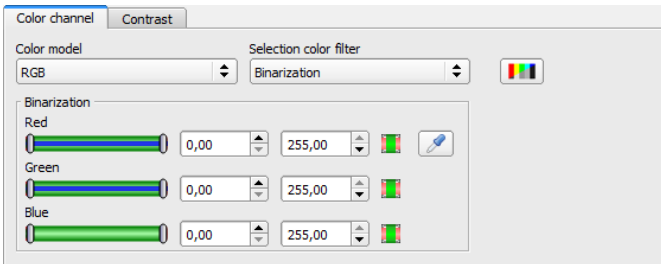 Color channel Contrast
Color model Selection color filter
RGB Binarization
Binarization
Red
0,00 255,00
Green
0,00 255,00
Blue
0,00 255,00